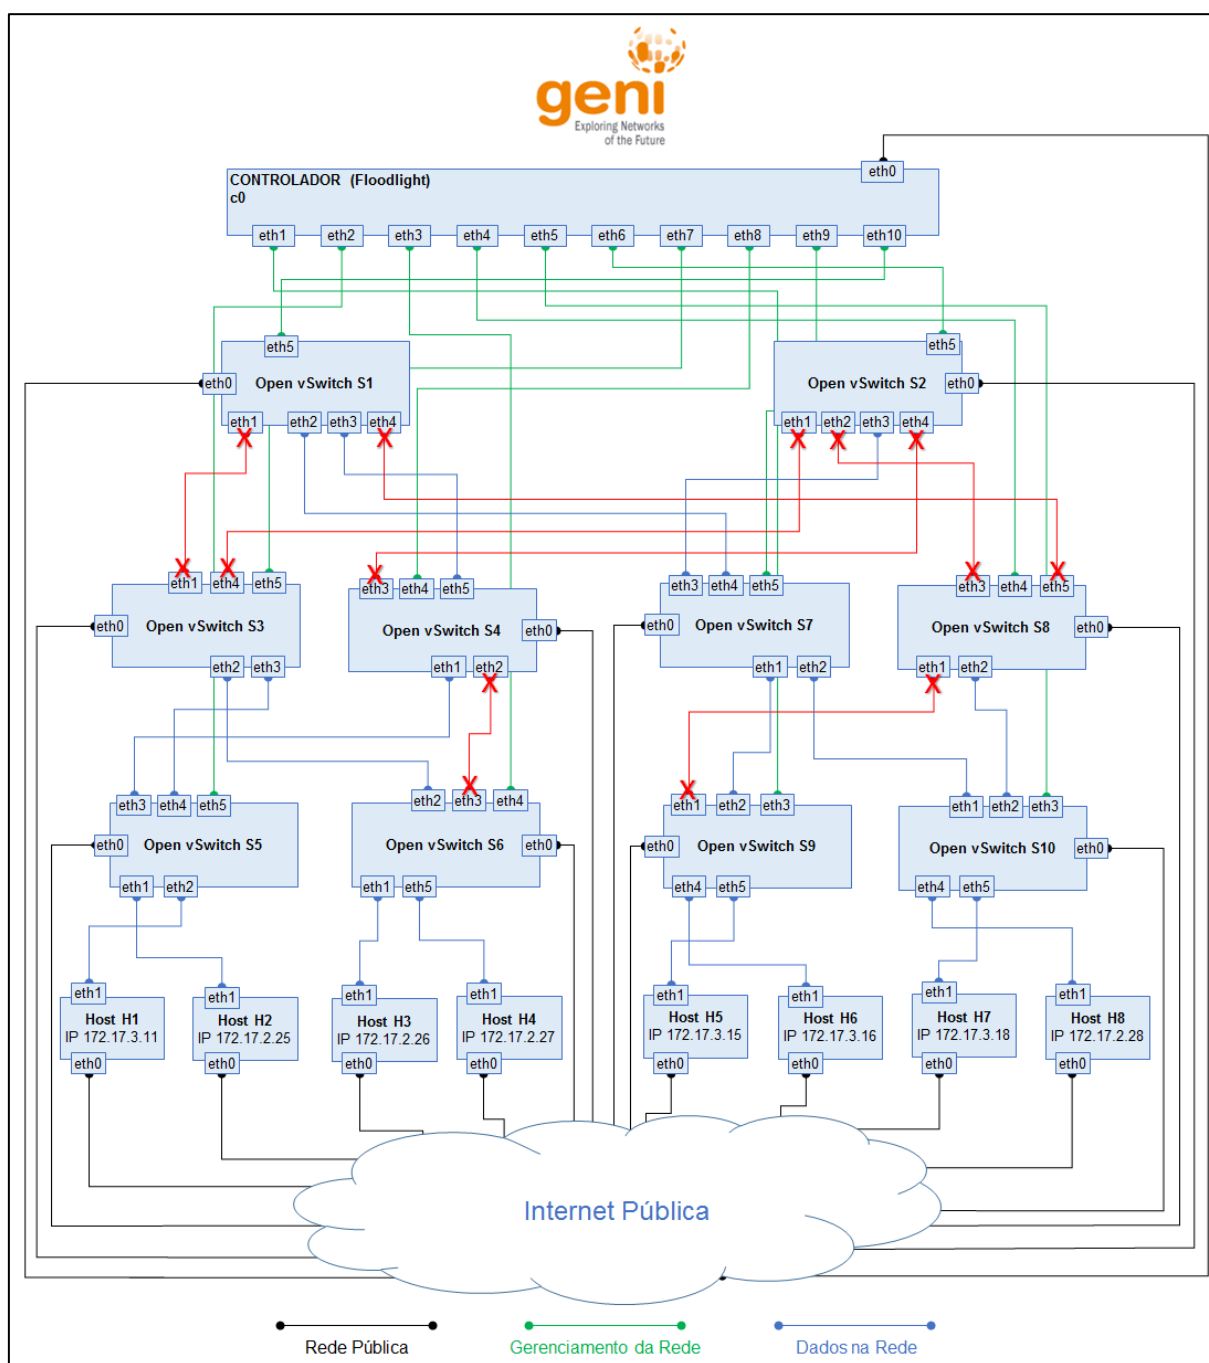 geni
Exploring Networks
of the Future
eth0
CONTROLADOR (Floodlight)
c0
eth1 eth2 eth3 eth4 eth5 eth6 eth7 eth8 eth9 eth10
eth5 eth5
eth0 Open vSwitch S1 Open vSwitch S2 eth0
eth1 eth2 eth3 eth4 eth1 eth2 eth3 eth4
eth1 eth4 eth5 eth3 eth4 eth5 eth3 eth4 eth5 eth3 eth4 eth5
eth0 Open vSwitch S3 Open vSwitch S4 eth0 eth0 Open vSwitch S7 Open vSwitch S8 eth0
eth2 eth3 eth1 eth2 eth1 eth2 eth1 eth2
eth3 eth4 eth5 eth2 eth3 eth4 eth1 eth2 eth3 eth1 eth2 eth3
eth0 Open vSwitch S5 Open vSwitch S6 eth0 eth0 Open vSwitch S9 Open vSwitch S10 eth0
eth1 eth2 eth1 eth5 eth4 eth5 eth4 eth5
eth1 eth1 eth1 eth1 eth1 eth1 eth1 eth1
Host H1 Host H2 Host H3 Host H4 Host H5 Host H6 Host H7 Host H8
IP 172.17.3.11 IP 172.17.2.25 IP 172.17.2.26 IP 172.17.2.27 IP 172.17.3.15 IP 172.17.3.16 IP 172.17.3.18 IP 172.17.2.28
eth0 eth0 eth0 eth0 eth0 eth0 eth0 eth0
Internet Pública
Rede Pública Gerenciamento da Rede Dados na Rede